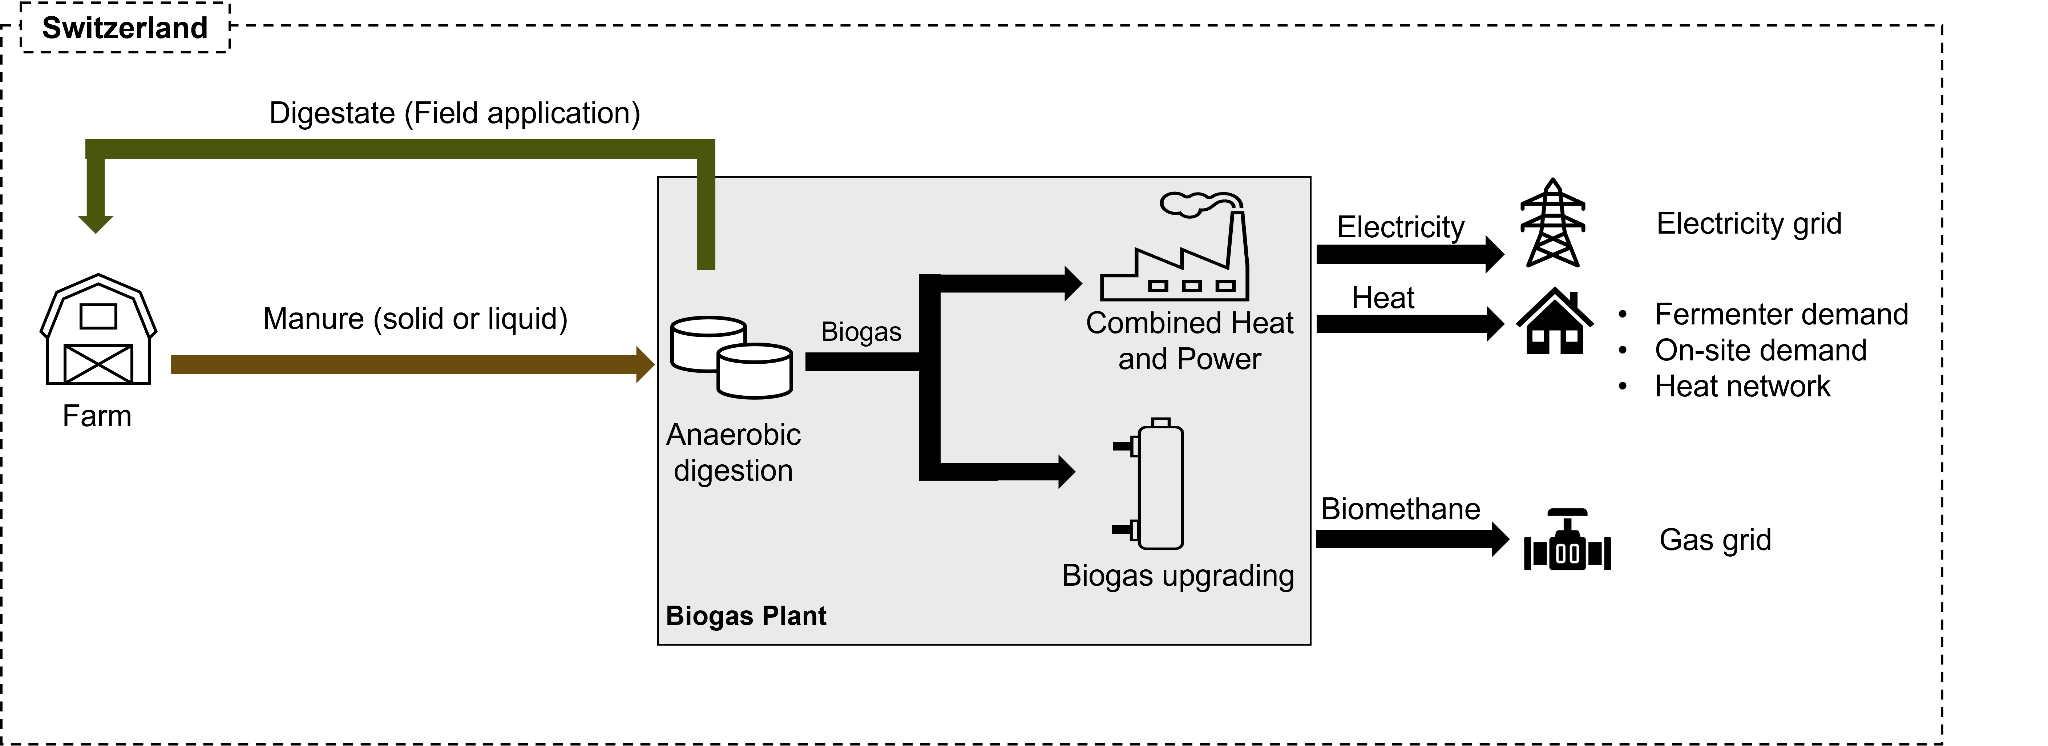 Switzerland
Digestate (Field application)
Manure (solid or liquid)
Farm
Anaerobic
digestion
Biogas
Combined Heat
and Power
Biogas upgrading
Biogas Plant
Electricity
Electricity grid
Heat
• Fermenter demand
• On-site demand
• Heat network
Biomethane
Gas grid